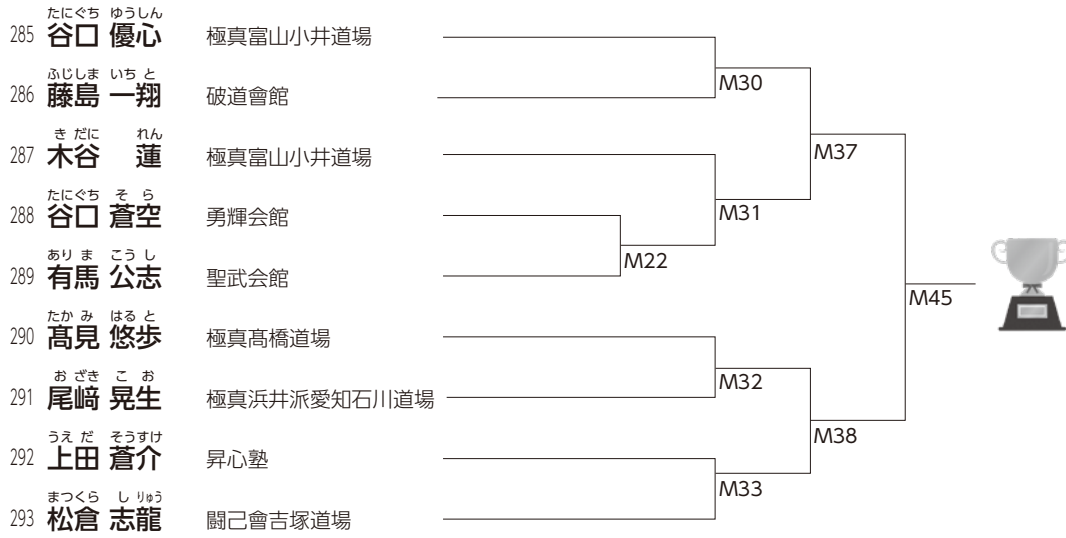 たにぐち ゆうしん
285 谷口 優心 極真富山小井道場
ふじしま いちと
286 藤島 一翔 破道會館
きだに れん
287 木谷 蓮 極真富山小井道場
たにぐち そら
288 谷口 蒼空 勇輝会館
ありま こうし
289 有馬 公志 聖武会館
たかみ はると
290 髙見 悠歩 極真髙橋道場
おざき こお
291 尾﨑 晃生 極真浜井派愛知石川道場
うえだ そうすけ
292 上田 蒼介 昇心塾
まつくら しりゅう
293 松倉 志龍 闘己會吉塚道場
M30
M37
M31
M22
M45
M32
M38
M33